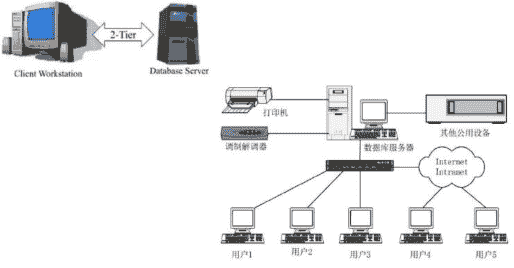 2-Tier
Client Workstation
Database Server
打印机
其他公用设备
调制解调器
数据库服务器
Internet
Intranet
用户1
用户2
用户3
用户4
用户5